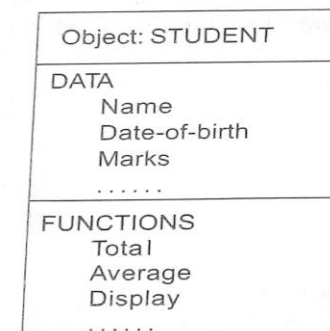 Object: STUDENT
DATA
Name
Date-of-birth
Marks
......
FUNCTIONS
Total
Average
Display
......